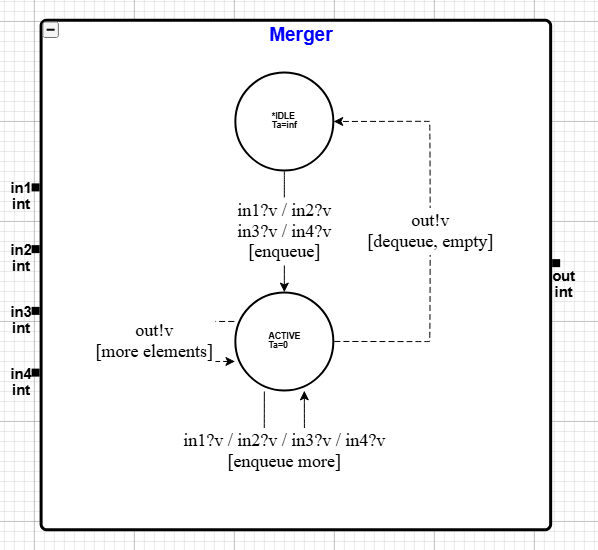 Merger
*IDLE
Ta=inf
in1?v / in2?v
in3?v / in4?v
[enqueue]
out!v
[dequeue, empty]
in1
int
in2
int
in3
int
in4
int
out
int
ACTIVE
Ta=0
out!v
[more elements]
in1?v / in2?v / in3?v / in4?v
[enqueue more]